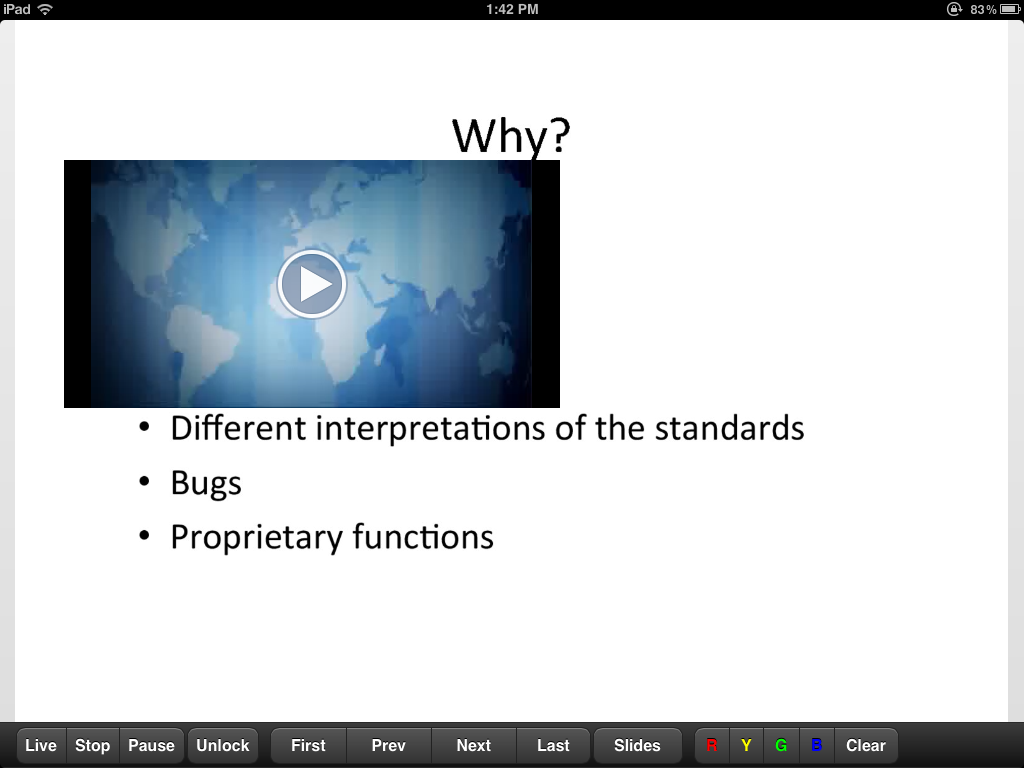 iPad 1:42 PM 83%
Why?
• Different interpretations of the standards
• Bugs
• Proprietary functions
Live Stop Pause Unlock First Prev Next Last Slides R Y G B Clear